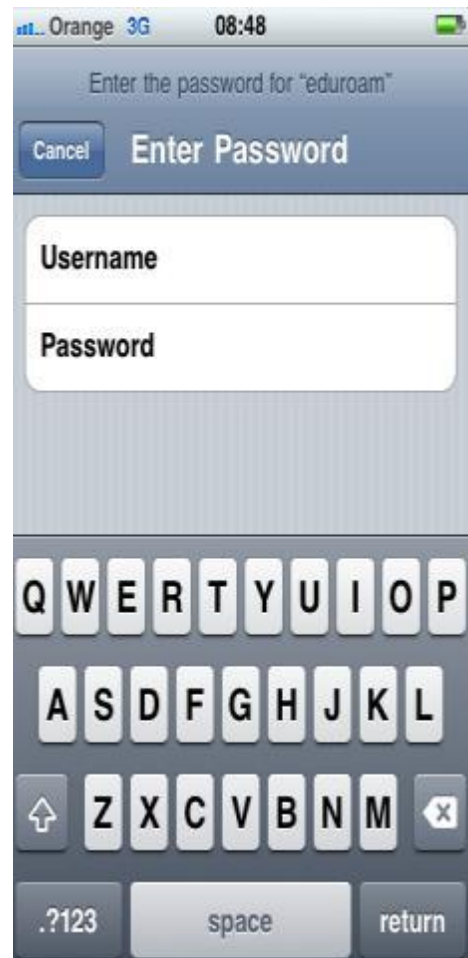 Orange 3G 08:48
Enter the password for “eduroam”
Cancel Enter Password
Username
Password
Q W E R T Y U I O P
A S D F G H J K L
Z X C V B N M
.?123 space return